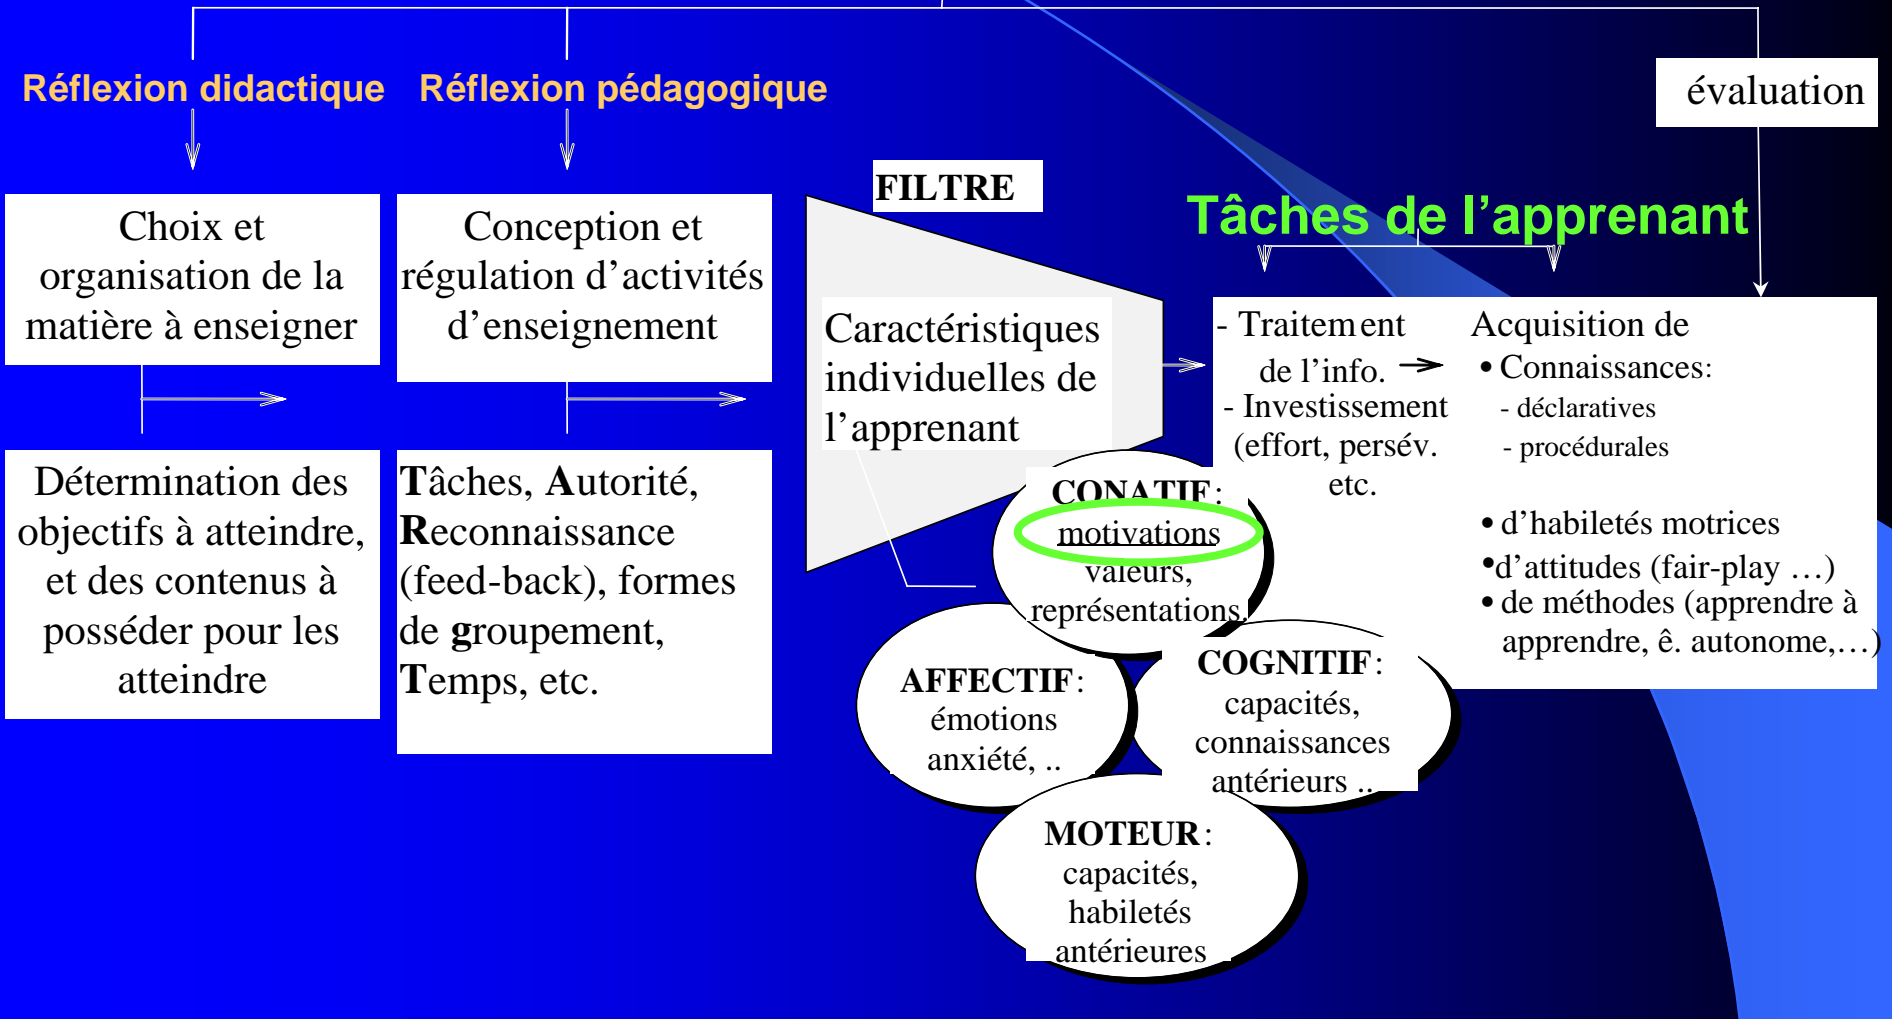 Réflexion didactique
Réflexion pédagogique
évaluation
Choix et
organisation de la
matière à enseigner
Détermination des
objectifs à atteindre,
et des contenus à
posséder pour les
atteindre
Conception et
régulation d’activités
d’enseignement
Tâches, Autorité,
Reconnaissance
(feed-back), formes
de groupement,
Temps, etc.
FILTRE
Caractéristiques
individuelles de
l’apprenant
CONATIF:
motivations
valeurs,
représentations.
AFFECTIF:
émotions
anxiété, ..
COGNITIF:
capacités,
connaissances
antérieurs ..
MOTEUR:
capacités,
habiletés
antérieures
Tâches de l’apprenant
- Traitement
de l’info.
- Investissement
(effort, persév.
etc.
Acquisition de
• Connaissances:
- déclaratives
- procédurales
• d’habiletés motrices
•d’attitudes (fair-play …)
• de méthodes (apprendre à
apprendre, ê. autonome,…)